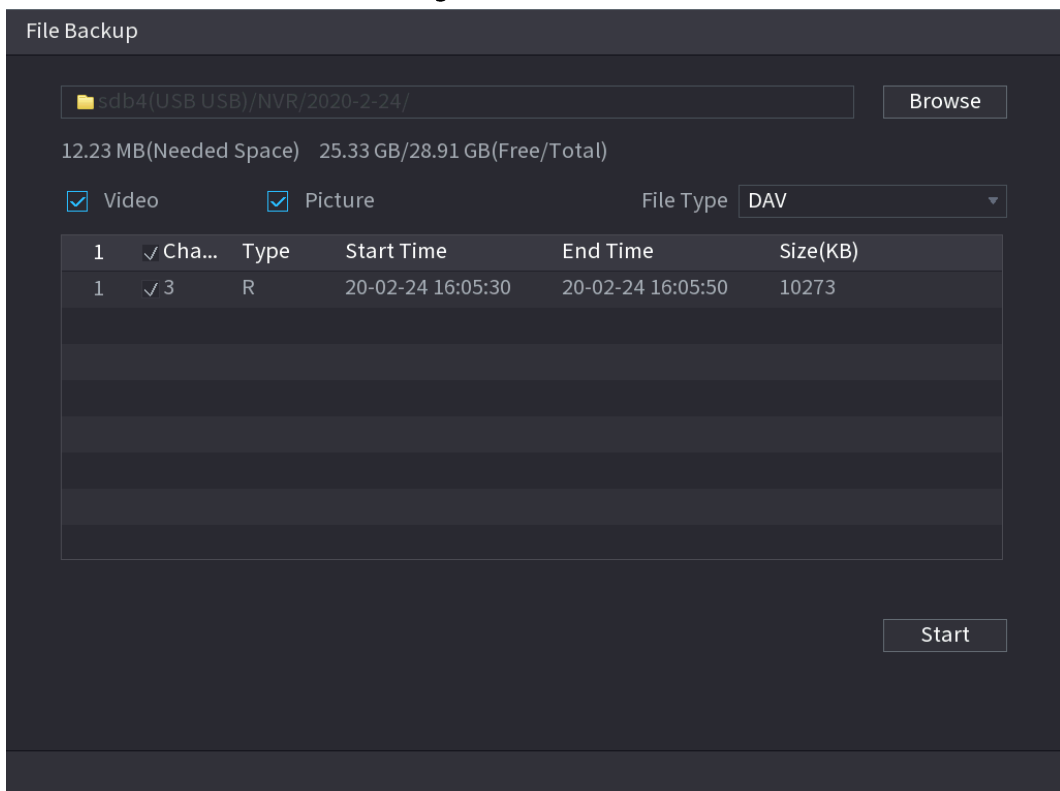 File Backup
sdb4(USB USB)/NVR/2020-2-24/ Browse
12.23 MB(Needed Space) 25.33 GB/28.91 GB(Free/Total)
Video Picture File Type DAV
1 Cha... Type Start Time End Time Size(KB)
1 3 R 20-02-24 16:05:30 20-02-24 16:05:50 10273
Start